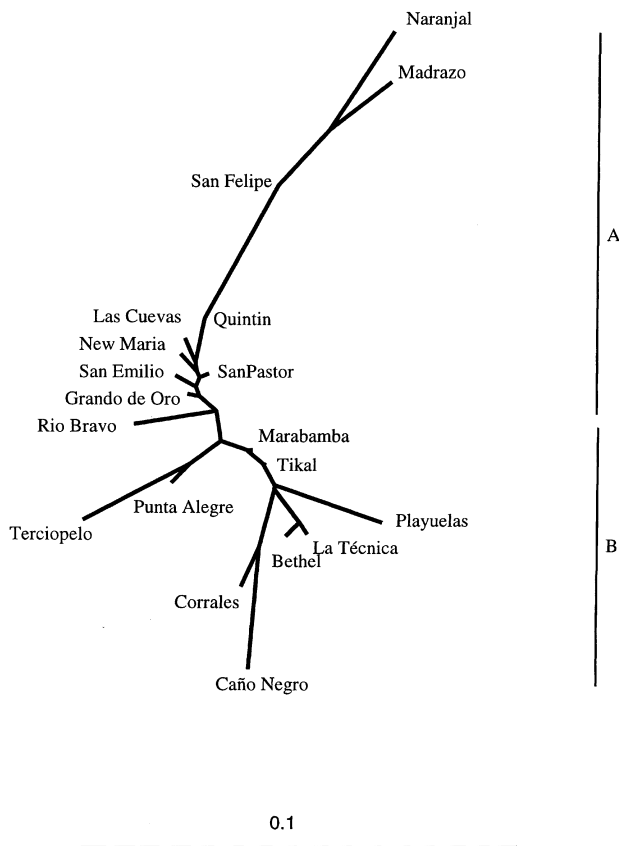 Naranjal
Madrazo
San Felipe
A
Las Cuevas
Quintin
New Maria
San Emilio
SanPastor
Grando de Oro
Rio Bravo
Marabamba
Tikal
Punta Alegre
Playuelas
Terciopelo
La Técnica
B
Bethel
Corrales
Caño Negro
0.1